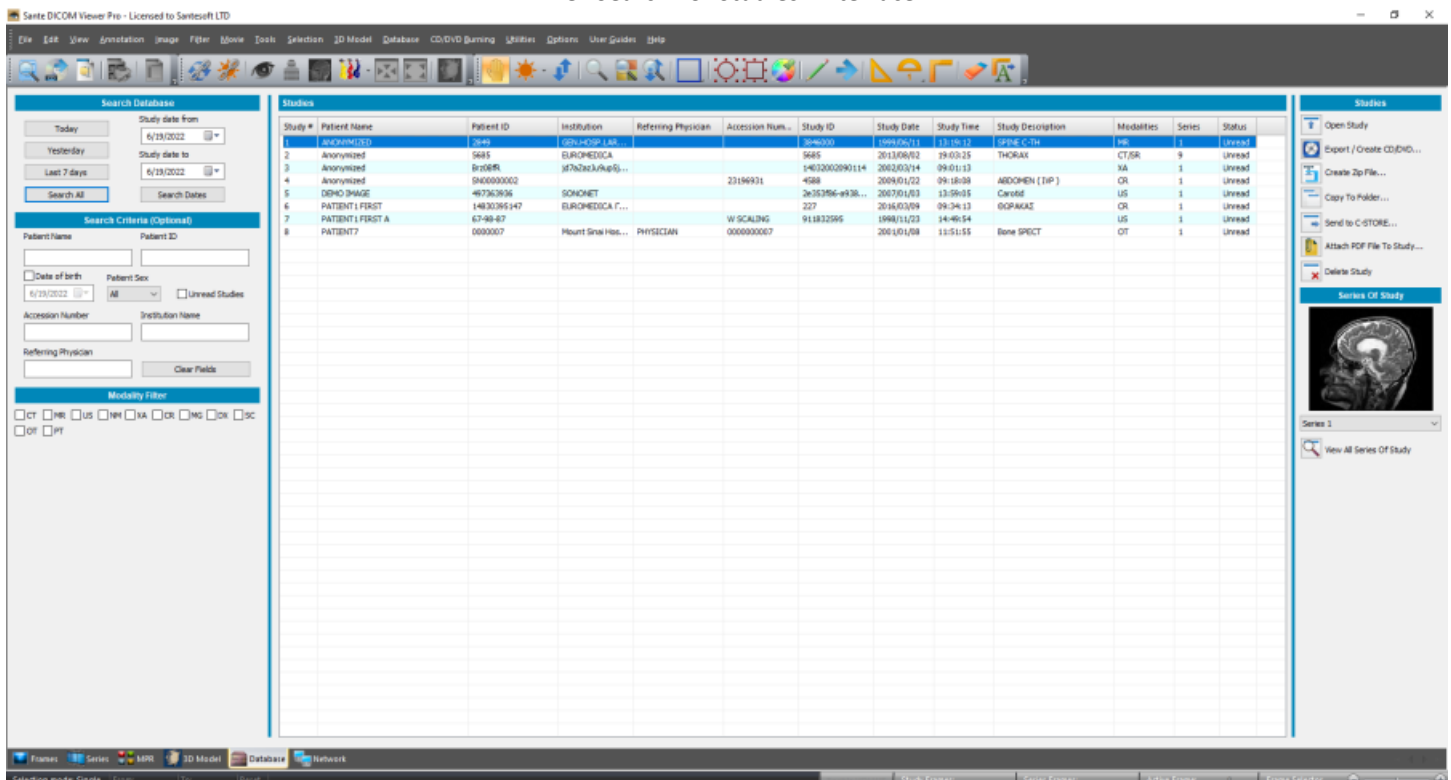 Sante DICOM Viewer Pro - Licensed to Santesoft LTD
File Edit View Annotation Image Filter Movie Tools Selection 3D Model Database CD/DVD Burning Utilities Options User Guides Help
Search Database
Today
Yesterday
Last 7 days
Search All
Study date from
6/19/2022
Study date to
6/19/2022
Search Dates
Search Criteria (Optional)
Patient Name Patient ID
Date of birth Patient Sex
6/19/2022 All Unread Studies
Accession Number Institution Name
Referring Physician
Clear Fields
Modality Filter
CT MR US NM XA CR MG DX SC
OT PT
Studies
Study # Patient Name Patient ID Institution Referring Physician Accession Num... Study ID Study Date Study Time Study Description Modalities Series Status
1 ANONYMIZED 2849 GEN.HOSP.LAR... 3846000 1999/06/11 13:19:12 SPINE C-TH MR 1 Unread
2 Anonymized 5685 EUROMEDICA 5685 2013/08/02 19:03:25 THORAX CT/SR 9 Unread
3 Anonymized 14032002090114 2002/03/14 09:01:13 XA 1 Unread
4 Anonymized SN00000002 23196931 4588 2009/01/22 09:18:08 ABDOMEN ( IVP ) CR 1 Unread
5 DEMO IMAGE 497363936 SONONET 2007/01/03 13:59:05 Carotid US 1 Unread
6 PATIENT1 FIRST 14830395147 EUROMEDICA Γ... 227 2016/03/09 09:34:13 ΘΩΡΑΚΑΣ CR 1 Unread
7 PATIENT1 FIRST A 67-98-87 W SCALING 911832595 1998/11/23 14:49:54 US 1 Unread
8 PATIENT7 0000007 Mount Sinai Hos... PHYSICIAN 0000000007 2001/01/08 11:51:55 Bone SPECT OT 1 Unread
Studies
Open Study
Export / Create CD/DVD...
Create Zip File...
Copy To Folder...
Send to C-STORE...
Attach PDF File To Study...
Delete Study
Series Of Study
Series 1
View All Series Of Study
Frames Series MPR 3D Model Database Network